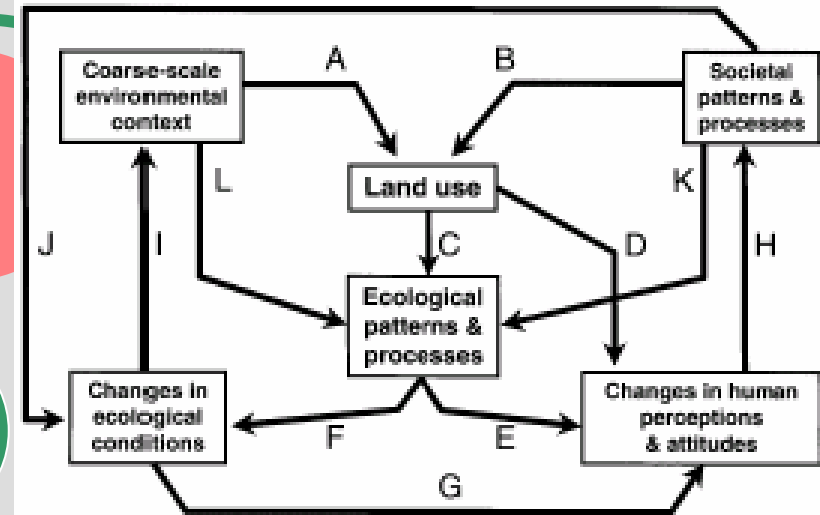 Coarse-scale
environmental
context
A
B
Societal
patterns &
processes
L
Land use
K
J
I
C
D
H
Ecological
patterns &
processes
Changes in
ecological
conditions
F
E
Changes in human
perceptions
& attitudes
G